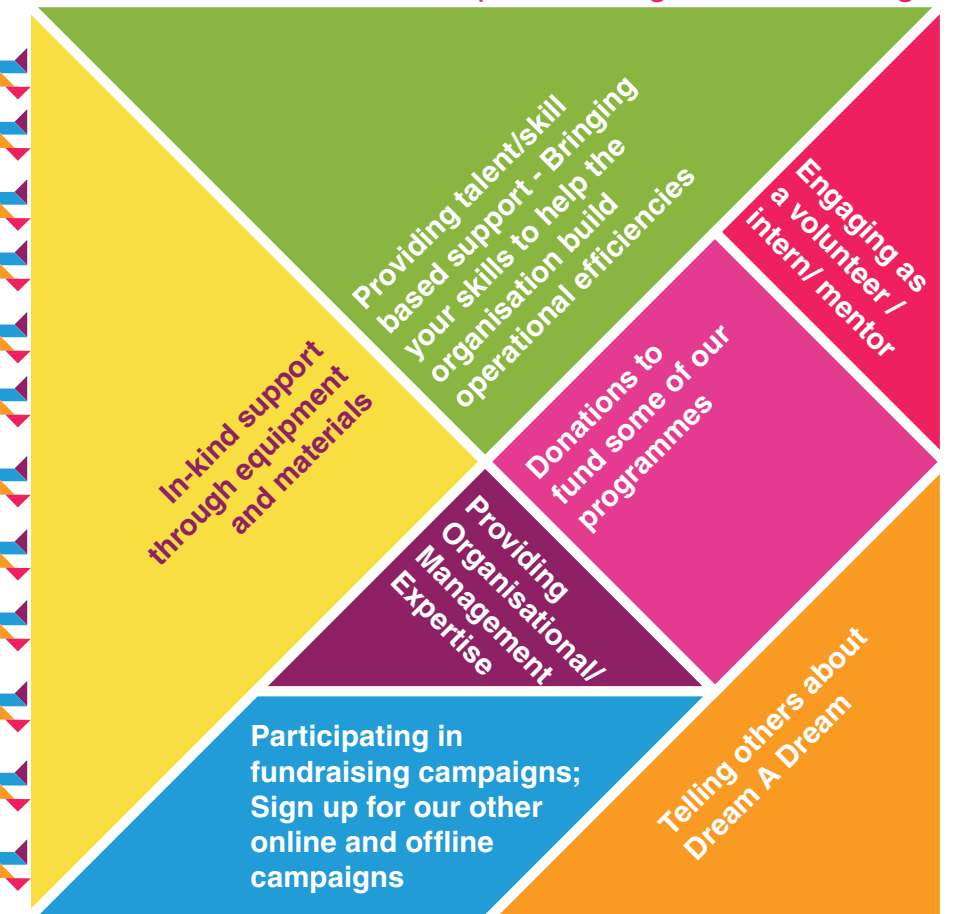 Providing talent/skill
based support - Bringing
your skills to help the
organisation build
operational efficiencies
Engaging as
a volunteer /
intern/ mentor
In-kind support
through equipment
and materials
Donations to
fund some of our
programmes
Providing
Organisational/
Management
Expertise
Telling others about
Dream A Dream
Participating in
fundraising campaigns;
Sign up for our other
online and offline
campaigns